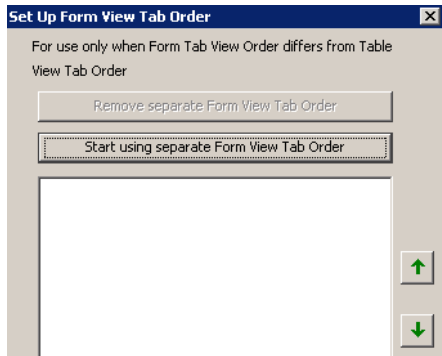 Set Up Form View Tab Order
For use only when Form Tab View Order differs from Table
View Tab Order
Remove separate Form View Tab Order
Start using separate Form View Tab Order